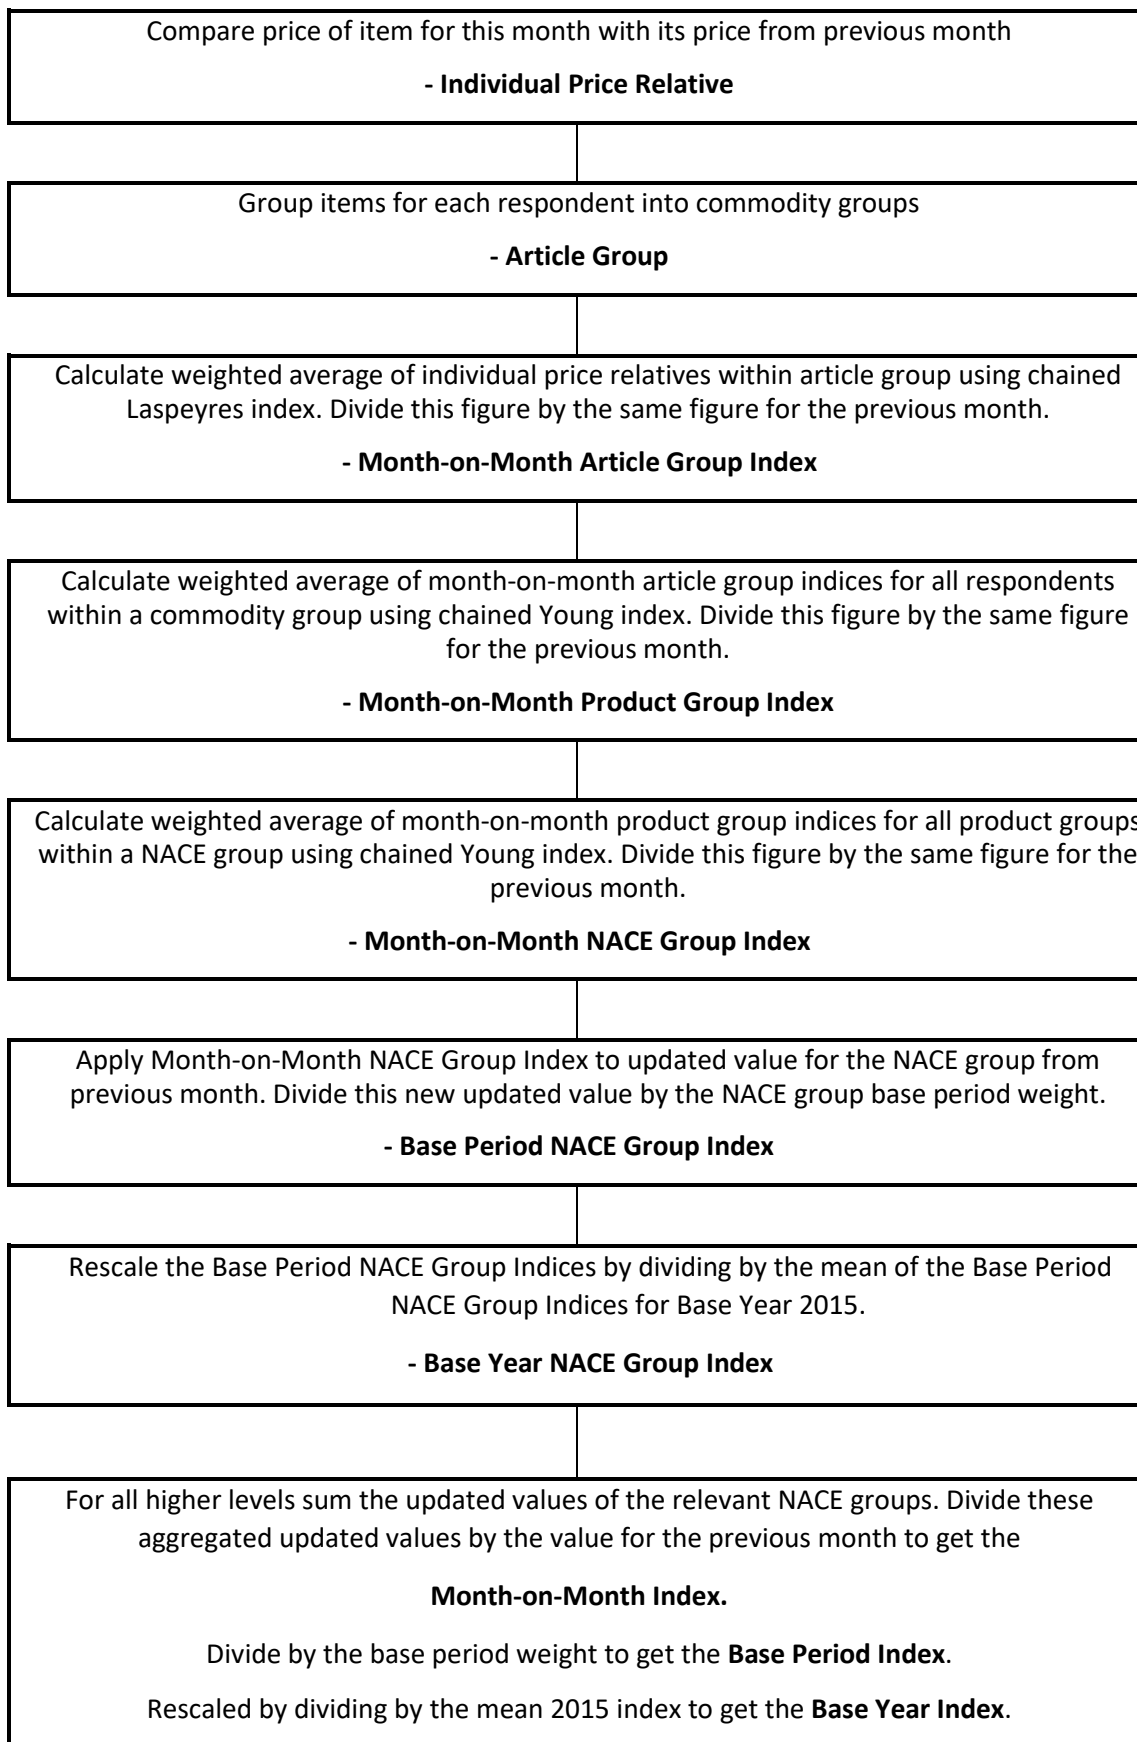 Compare price of item for this month with its price from previous month
- Individual Price Relative
Group items for each respondent into commodity groups
- Article Group
Calculate weighted average of individual price relatives within article group using chained
Laspeyres index. Divide this figure by the same figure for the previous month.
- Month-on-Month Article Group Index
Calculate weighted average of month-on-month article group indices for all respondents
within a commodity group using chained Young index. Divide this figure by the same figure
for the previous month.
- Month-on-Month Product Group Index
Calculate weighted average of month-on-month product group indices for all product groups
within a NACE group using chained Young index. Divide this figure by the same figure for the
previous month.
- Month-on-Month NACE Group Index
Apply Month-on-Month NACE Group Index to updated value for the NACE group from
previous month. Divide this new updated value by the NACE group base period weight.
- Base Period NACE Group Index
Rescale the Base Period NACE Group Indices by dividing by the mean of the Base Period
NACE Group Indices for Base Year 2015.
- Base Year NACE Group Index
For all higher levels sum the updated values of the relevant NACE groups. Divide these
aggregated updated values by the value for the previous month to get the
Month-on-Month Index.
Divide by the base period weight to get the Base Period Index.
Rescaled by dividing by the mean 2015 index to get the Base Year Index.